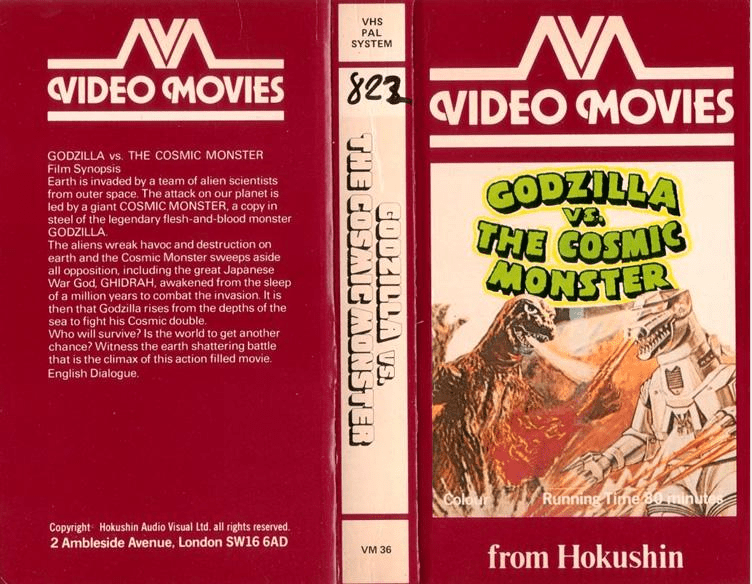 VIDEO MOVIES
GODZILLA vs. THE COSMIC MONSTER
Film Synopsis
Earth is invaded by a team of alien scientists
from outer space. The attack on our planet is
led by a giant COSMIC MONSTER, a copy in
steel of the legendary flesh-and-blood monster
GODZILLA.
The aliens wreak havoc and destruction on
earth and the Cosmic Monster sweeps aside
all opposition, including the great Japanese
War God, GHIDRAH, awakened from the sleep
of a million years to combat the invasion. It is
then that Godzilla rises from the depths of the
sea to fight his Cosmic double.
Who will survive? Is the world to get another
chance? Witness the earth shattering battle
that is the climax of this action filled movie.
English Dialogue.
Copyright Hokushin Audio Visual Ltd. all rights reserved.
2 Ambleside Avenue, London SW16 6AD
VHS
PAL
SYSTEM
823
GODZILLA vs.
THE COSMIC MONSTER
VM 36
VIDEO MOVIES
GODZILLA
VS.
THE COSMIC
MONSTER
Colour Running Time 80 minutes
from Hokushin